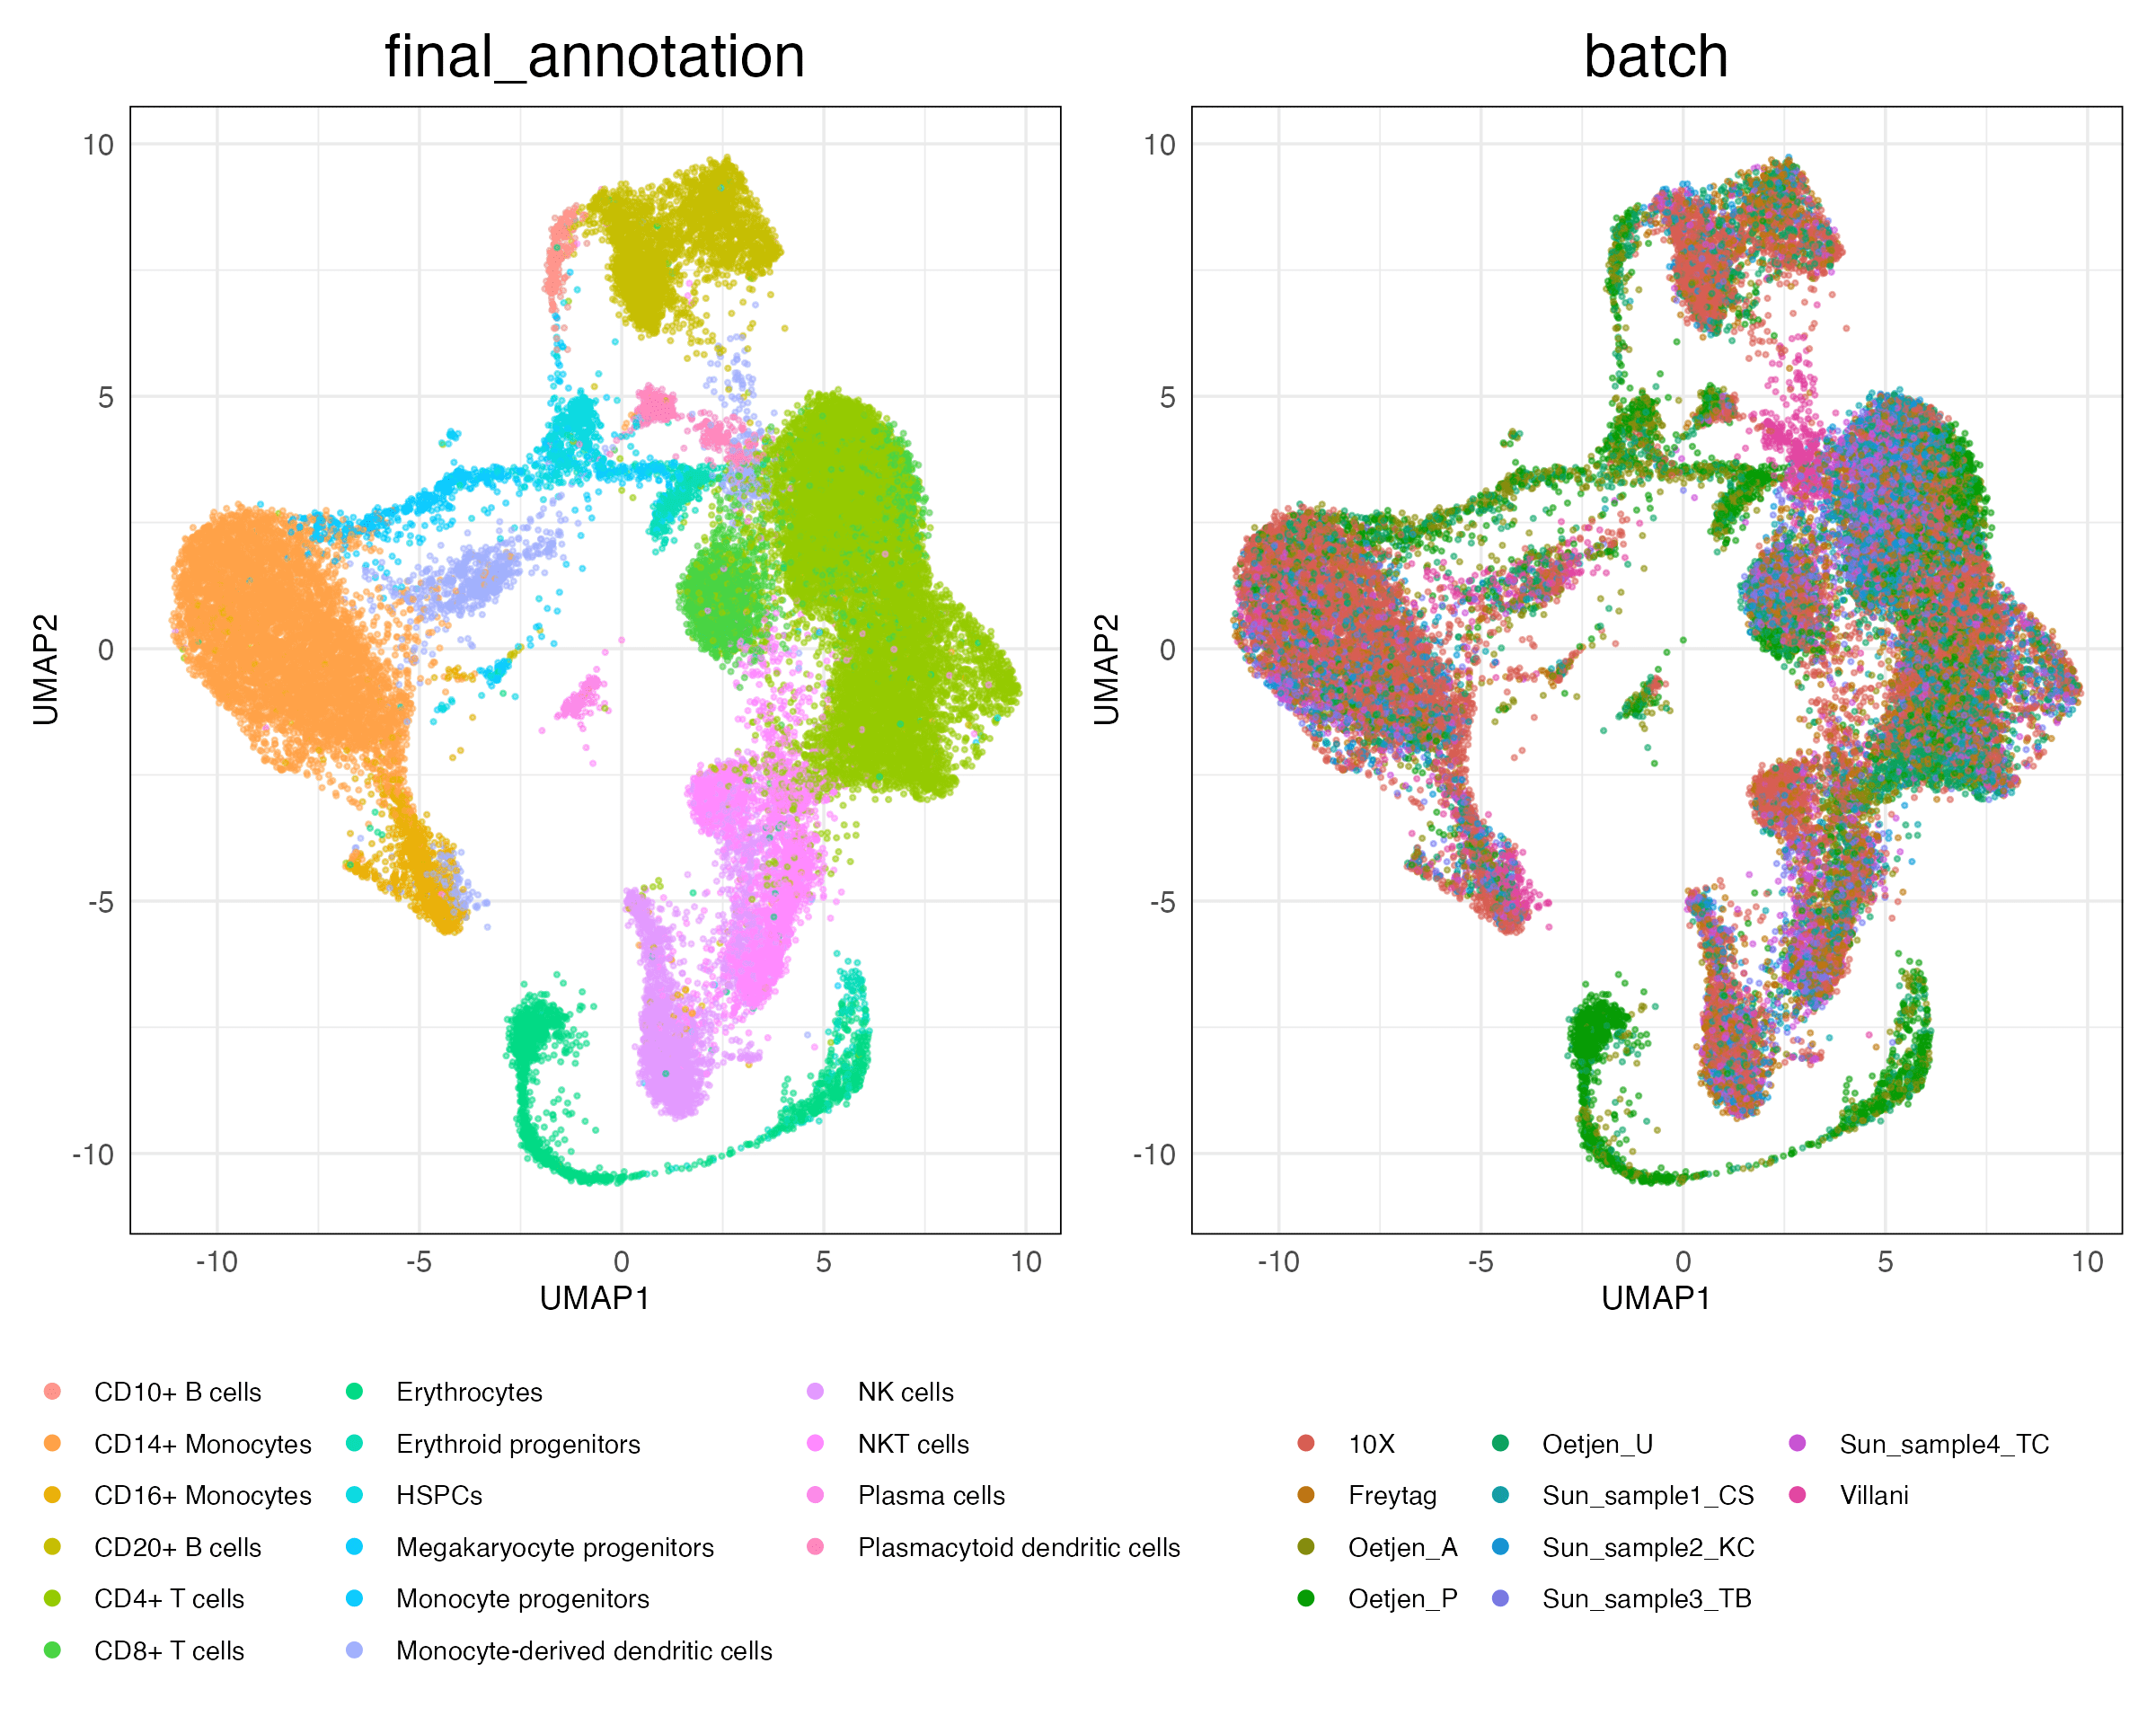 final_annotation
batch
10
5
0
-5
-10
UMAP2
-10 -5 0 5 10
UMAP1
10
5
0
-5
-10
UMAP2
-10 -5 0 5 10
UMAP1
CD10+ B cells
CD14+ Monocytes
CD16+ Monocytes
CD20+ B cells
CD4+ T cells
CD8+ T cells
Erythrocytes
Erythroid progenitors
HSPCs
Megakaryocyte progenitors
Monocyte progenitors
Monocyte-derived dendritic cells
NK cells
NKT cells
Plasma cells
Plasmacytoid dendritic cells
10X
Freytag
Oetjen_A
Oetjen_P
Oetjen_U
Sun_sample1_CS
Sun_sample2_KC
Sun_sample3_TB
Sun_sample4_TC
Villani